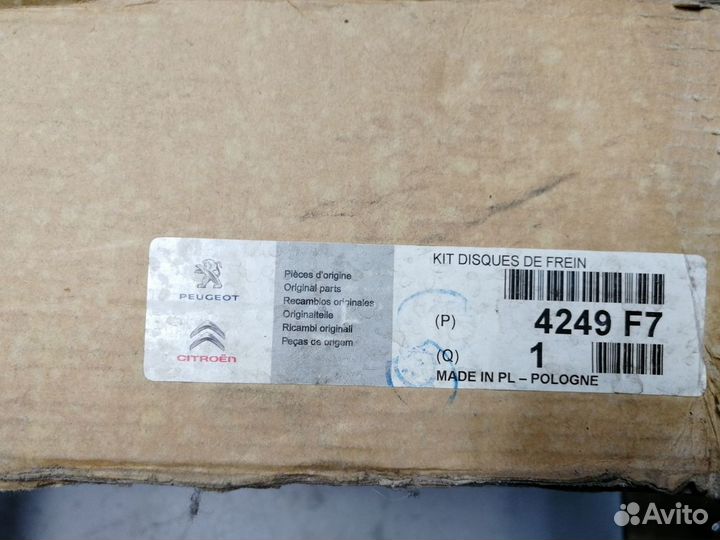 PEUGEOT
CITROËN
Pièces d'origine
Original parts
Recambios originales
Originalteile
Ricambi originali
Peças de origem
KIT DISQUES DE FREIN
(P) 4249 F7
(Q) 1
MADE IN PL – POLOGNE
Avito